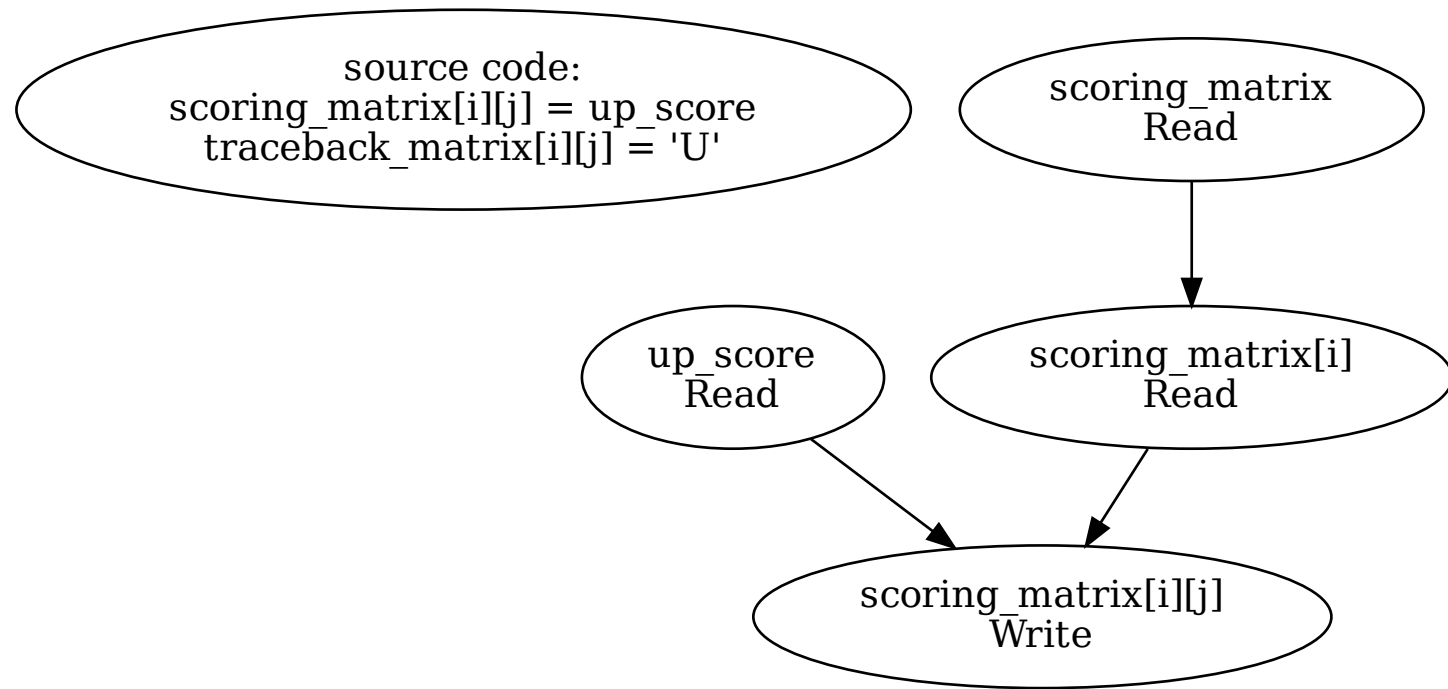 source code:
scoring_matrix[i][j] = up_score
traceback_matrix[i][j] = 'U'
scoring_matrix
Read
up_score
Read
scoring_matrix[i]
Read
scoring_matrix[i][j]
Write